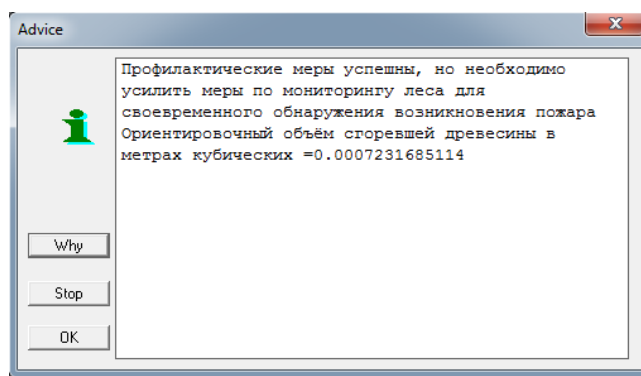 Advice
Профилактические меры успешны, но необходимо
усилить меры по мониторингу леса для
своевременного обнаружения возникновения пожара
Ориентировочный объём сгоревшей древесины в
метрах кубических =0.0007231685114
Why
Stop
OK